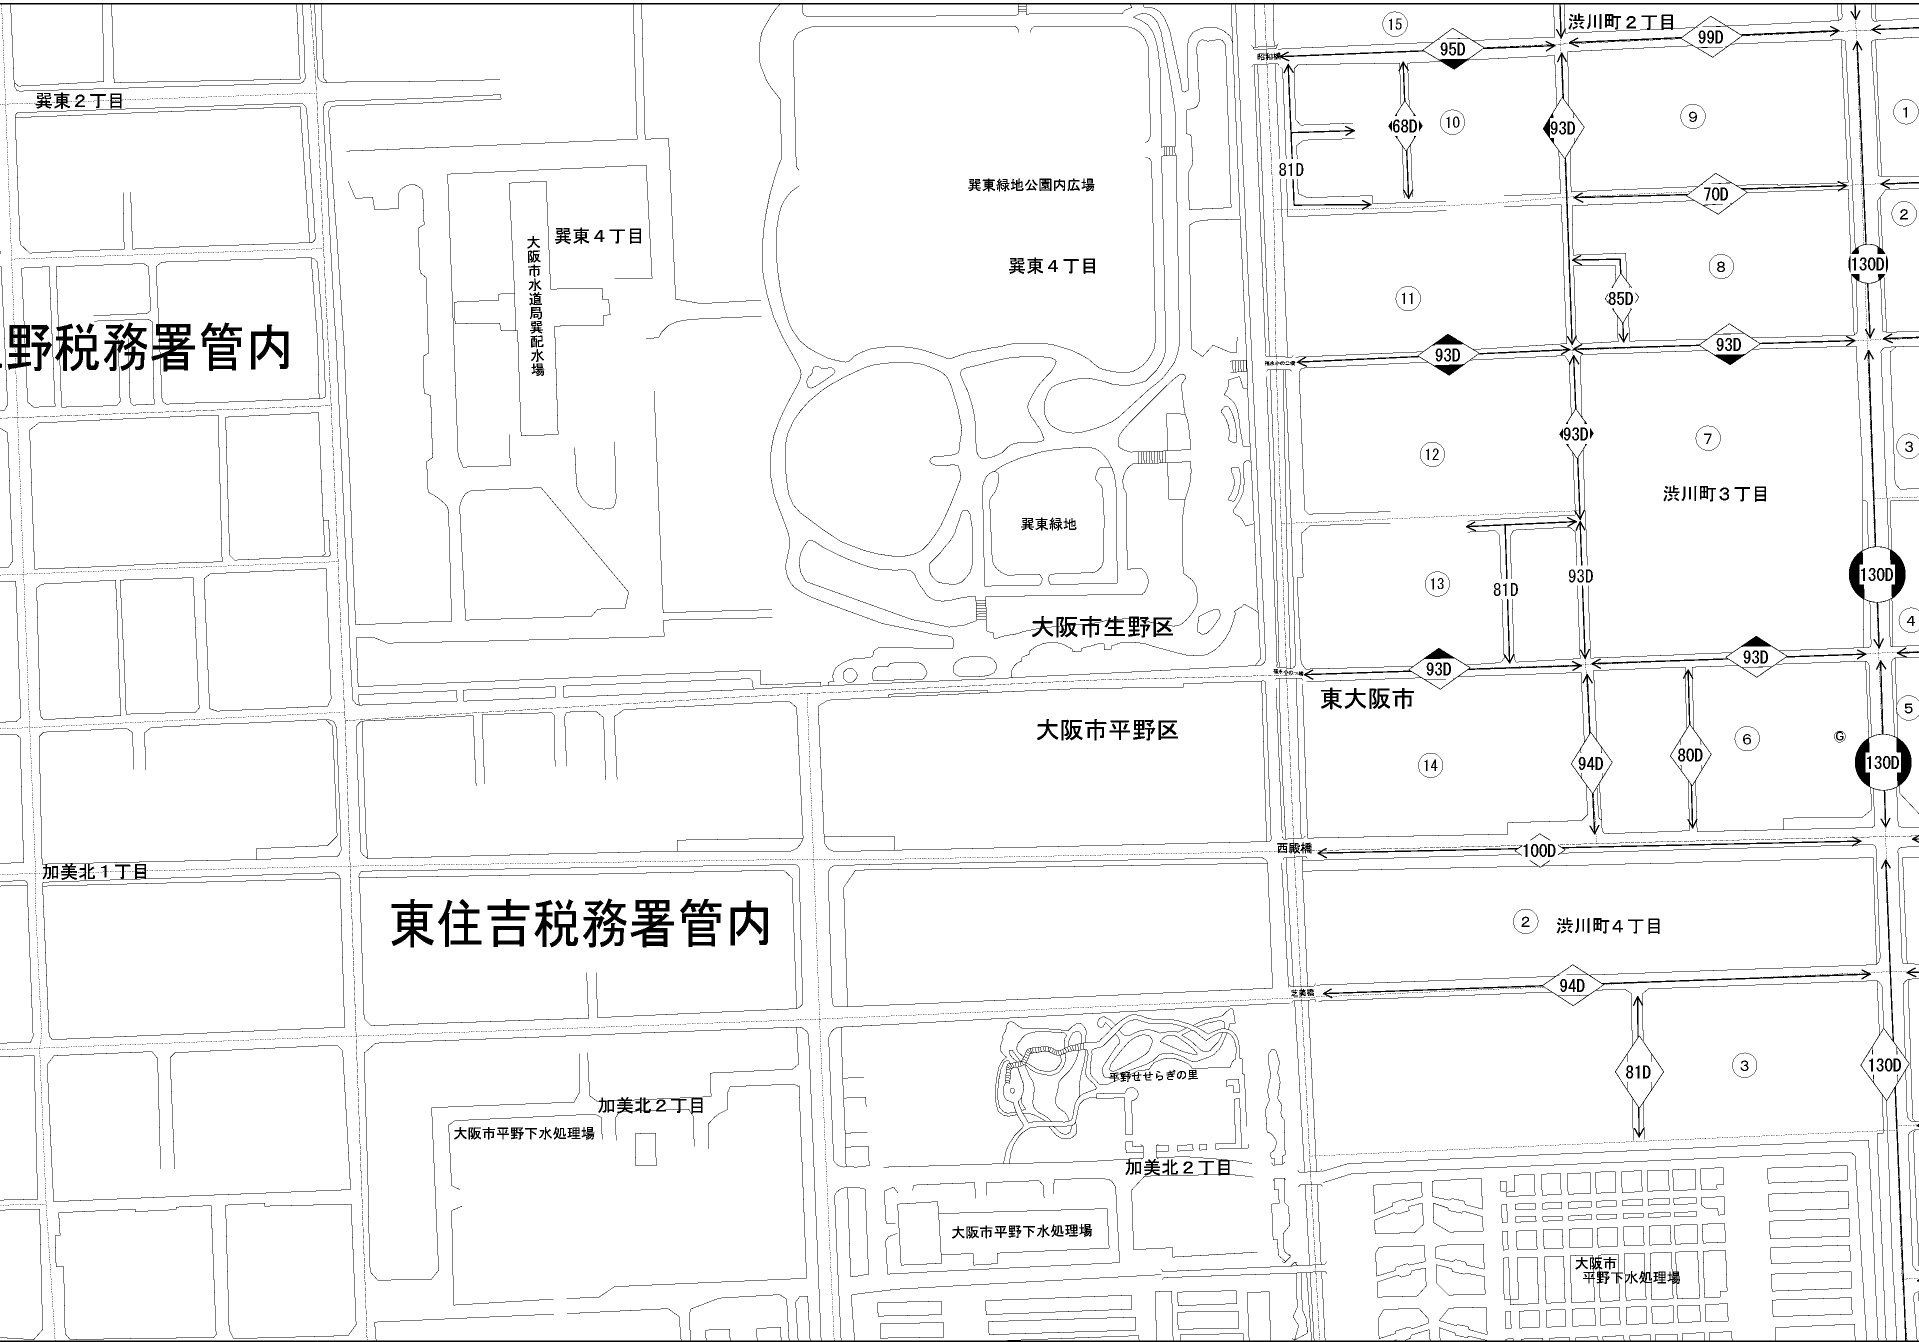 ⑮
渋川町２丁目
95D
99D
昭和橋
巽東２丁目
68D
⑩
93D
⑨
①
81D
巽東緑地公園内広場
70D
②
巽東４丁目
大阪市水道局巽配水場
巽東４丁目
130D
⑧
85D
⑪
野税務署管内
93D
93D
⑫
93D
⑦
③
渋川町３丁目
巽東緑地
⑬
81D
93D
130D
④
大阪市生野区
93D
93D
東大阪市
大阪市平野区
⑤
⑥
G
⑭
94D
80D
130D
西殿橋
100D
加美北１丁目
東住吉税務署管内
②
渋川町４丁目
94D
81D
③
130D
平野せせらぎの里
加美北２丁目
大阪市平野下水処理場
加美北２丁目
大阪市平野下水処理場
大阪市
平野下水処理場